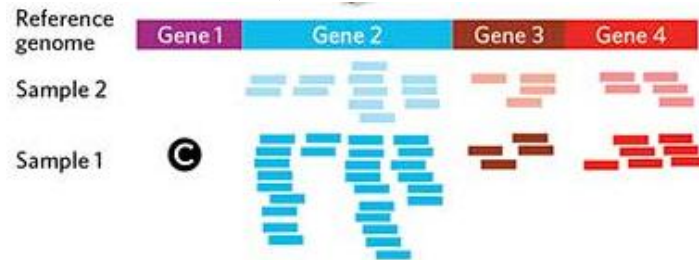 Reference
genome
Gene 1 Gene 2 Gene 3 Gene 4
Sample 2
Sample 1
C